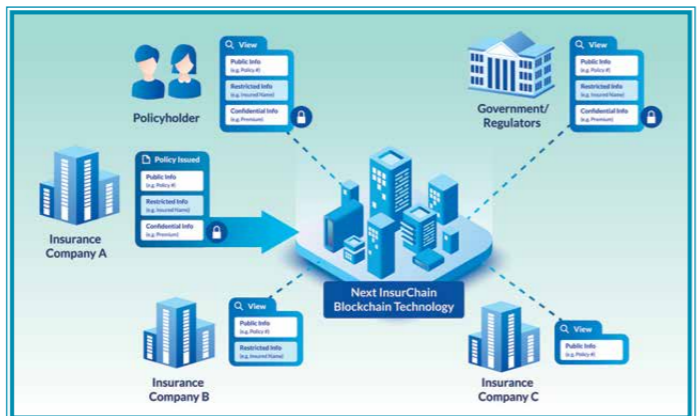 View
Public Info
(e.g. Policy #)
Restricted Info
(e.g. Insured Name)
Confidential Info
(e.g. Premium)
Policyholder
View
Public Info
(e.g. Policy #)
Restricted Info
(e.g. Insured Name)
Confidential Info
(e.g. Premium)
Government/
Regulators
Policy Issued
Public Info
(e.g. Policy #)
Restricted Info
(e.g. Insured Name)
Confidential Info
(e.g. Premium)
Insurance
Company A
Next InsurChain
Blockchain Technology
View
Public Info
(e.g. Policy #)
Restricted Info
(e.g. Insured Name)
Insurance
Company B
View
Public Info
(e.g. Policy #)
Insurance
Company C